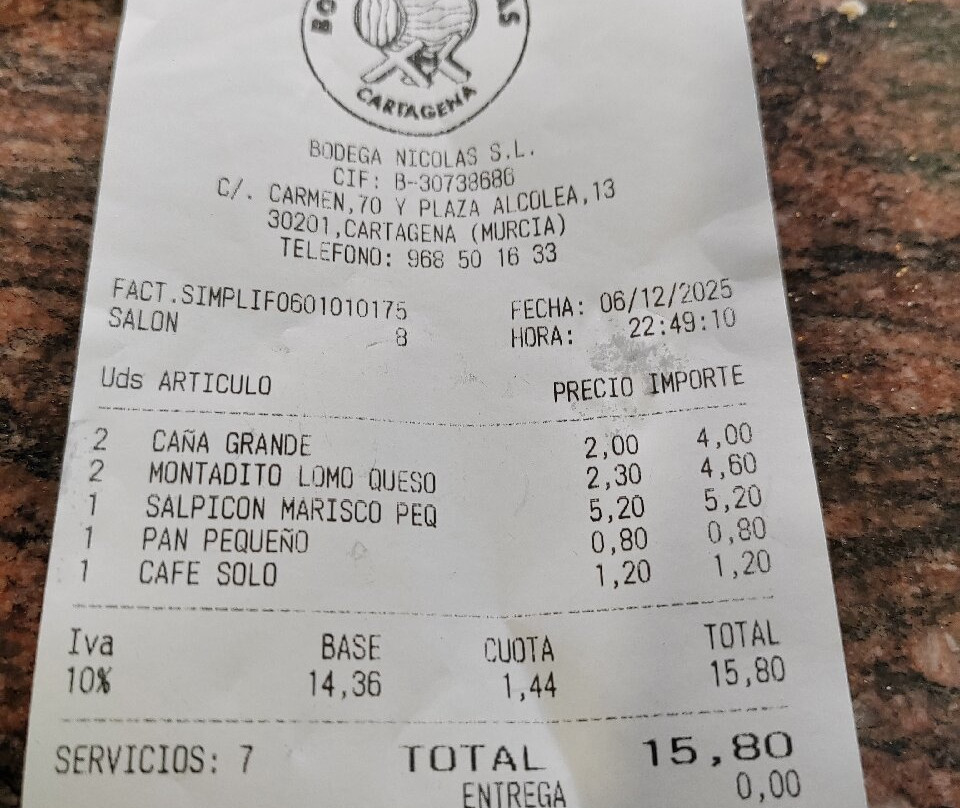 BO
AS
CARTAGENA
BODEGA NICOLAS S.L.
CIF: B-30738686
C/. CARMEN,70 Y PLAZA ALCOLEA,13
30201,CARTAGENA (MURCIA)
TELEFONO: 968 50 16 33
FACT.SIMPLIF0601010175 FECHA: 06/12/2025
SALON 8 HORA: 22:49:10
Uds ARTICULO PRECIO IMPORTE
2 CAÑA GRANDE 2,00 4,00
2 MONTADITO LOMO QUESO 2,30 4,60
1 SALPICON MARISCO PEQ 5,20 5,20
1 PAN PEQUEÑO 0,80 0,80
1 CAFE SOLO 1,20 1,20
Iva BASE CUOTA TOTAL
10% 14,36 1,44 15,80
SERVICIOS: 7 TOTAL 15,80
ENTREGA 0,00